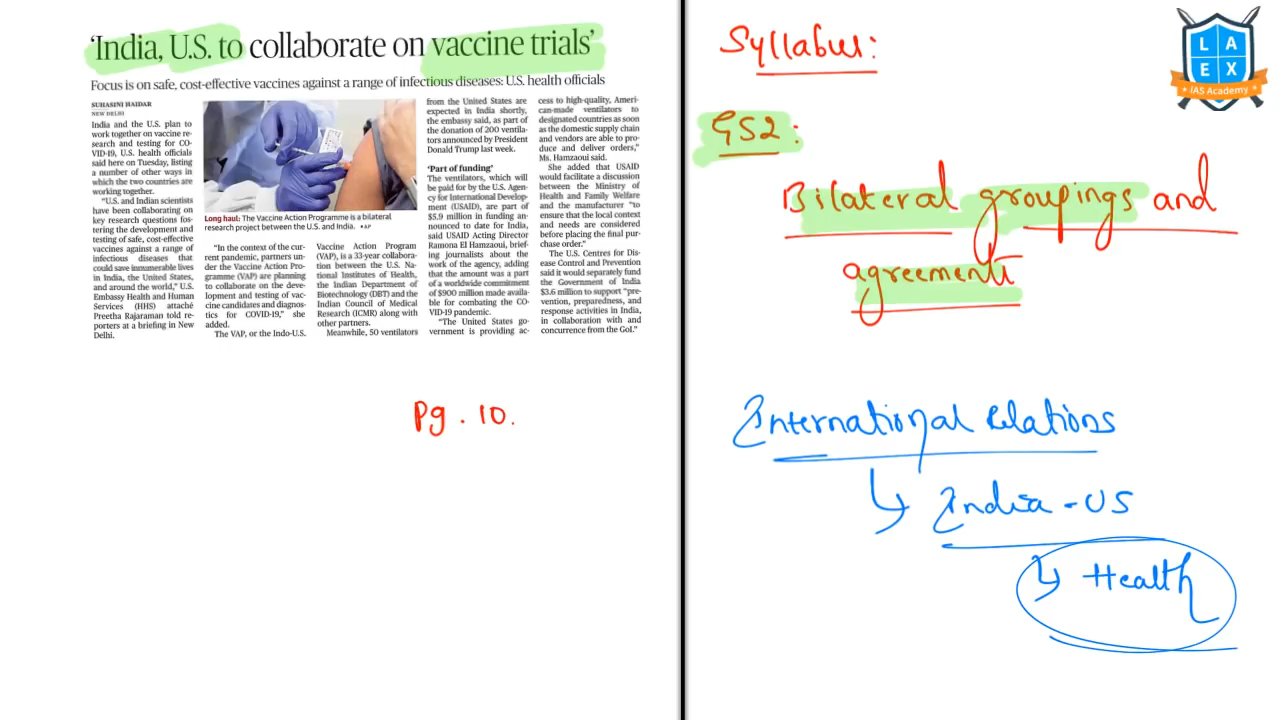 ‘India, U.S. to collaborate on vaccine trials’
Focus is on safe, cost-effective vaccines against a range of infectious diseases: U.S. health officials
SUHASINI HAIDAR
NEW DELHI
India and the U.S. plan to
work together on vaccine re-
search and testing for CO-
VID-19, U.S. health officials
said here on Tuesday, listing
a number of other ways in
which the two countries are
working together.
“U.S. and Indian scientists
have been collaborating on
key research questions fos-
tering the development and
testing of safe, cost-effective
vaccines against a range of
infectious diseases that
could save innumerable lives
in India, the United States,
and around the world,” U.S.
Embassy Health and Human
Services (HHS) attaché
Preetha Rajaraman told re-
porters at a briefing in New
Delhi.
Long haul: The Vaccine Action Programme is a bilateral
research project between the U.S. and India. •AP
“In the context of the cur-
rent pandemic, partners un-
der the Vaccine Action Pro-
gramme (VAP) are planning
to collaborate on the deve-
lopment and testing of vac-
cine candidates and diagnos-
tics for COVID-19,” she
added.
The VAP, or the Indo-U.S.
Vaccine Action Program
(VAP), is a 33-year collabora-
tion between the U.S. Na-
tional Institutes of Health,
the Indian Department of
Biotechnology (DBT) and the
Indian Council of Medical
Research (ICMR) along with
other partners.
Meanwhile, 50 ventilators
from the United States are
expected in India shortly,
the embassy said, as part of
the donation of 200 ventila-
tors announced by President
Donald Trump last week.
‘Part of funding’
The ventilators, which will
be paid for by the U.S. Agen-
cy for International Develop-
ment (USAID), are part of
$5.9 million in funding an-
nounced to date for India,
said USAID Acting Director
Ramona El Hamzaoui, brief-
ing journalists about the
work of the agency, adding
that the amount was a part
of a worldwide commitment
of $900 million made availa-
ble for combating the CO-
VID-19 pandemic.
“The United States go-
vernment is providing ac-
cess to high-quality, Ameri-
can-made ventilators to
designated countries as soon
as the domestic supply chain
and vendors are able to pro-
duce and deliver orders,”
Ms. Hamzaoui said.
She added that USAID
would facilitate a discussion
between the Ministry of
Health and Family Welfare
and the manufacturer “to
ensure that the local context
and needs are considered
before placing the final pur-
chase order.”
The U.S. Centres for Dis-
ease Control and Prevention
said it would separately fund
the Government of India
$3.6 million to support “pre-
vention, preparedness, and
response activities in India,
in collaboration with and
concurrence from the GoI.”
Pg. 10.
Syllabus:
GS2:
Bilateral groupings and
agreements
International Relations
India - US
Health
L A
E X
IAS Academy